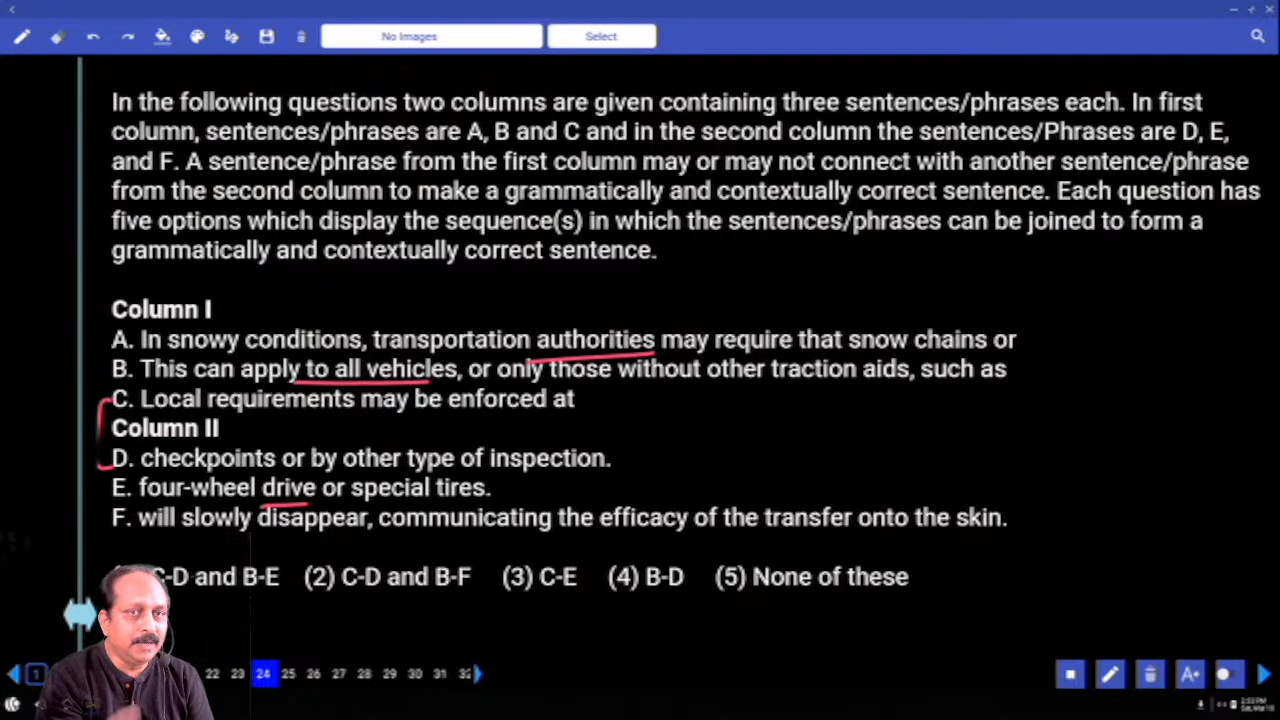 No Images
Select
In the following questions two columns are given containing three sentences/phrases each. In first
column, sentences/phrases are A, B and C and in the second column the sentences/Phrases are D, E,
and F. A sentence/phrase from the first column may or may not connect with another sentence/phrase
from the second column to make a grammatically and contextually correct sentence. Each question has
five options which display the sequence(s) in which the sentences/phrases can be joined to form a
grammatically and contextually correct sentence.
Column I
A. In snowy conditions, transportation authorities may require that snow chains or
B. This can apply to all vehicles, or only those without other traction aids, such as
C. Local requirements may be enforced at
Column II
D. checkpoints or by other type of inspection.
E. four-wheel drive or special tires.
F. will slowly disappear, communicating the efficacy of the transfer onto the skin.
C-D and B-E (2) C-D and B-F (3) C-E (4) B-D (5) None of these
1 22 23 24 25 26 27 28 29 30 31
A+